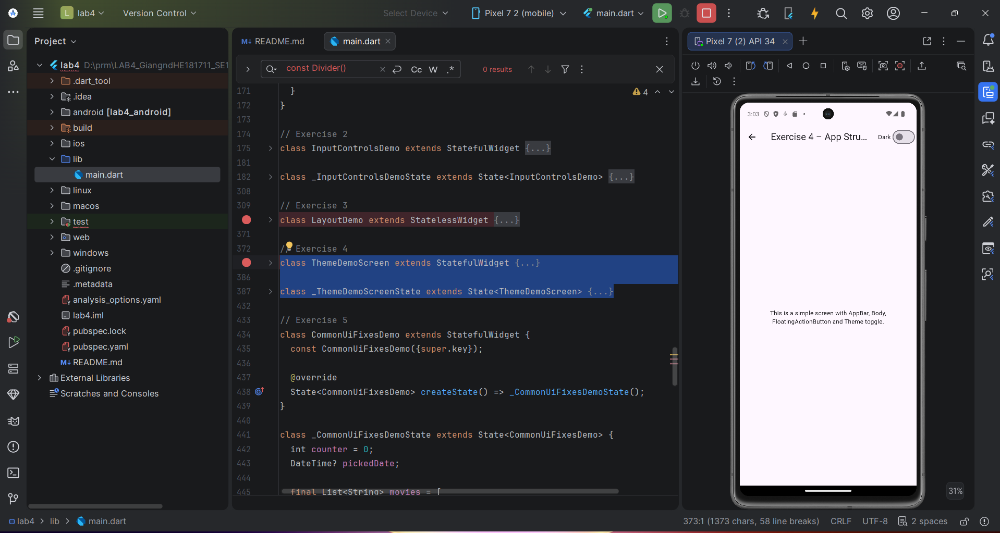 L lab4
Version Control
Select Device
Pixel 7 2 (mobile)
main.dart
Project
lab4 D:\prm\LAB4_GiangndHE181711_SE1
.dart_tool
.idea
android [lab4_android]
build
ios
lib
main.dart
linux
macos
test
web
windows
.gitignore
.metadata
analysis_options.yaml
lab4.iml
pubspec.lock
pubspec.yaml
M↓ README.md
External Libraries
Scratches and Consoles
M↓ README.md
main.dart
const Divider()
Cc W .*
0 results
4
171 }
172 }
173
174 // Exercise 2
175 class InputControlsDemo extends StatefulWidget {...}
181
182 class _InputControlsDemoState extends State<InputControlsDemo> {...}
308
309 // Exercise 3
class LayoutDemo extends StatelessWidget {...}
371
372 // Exercise 4
class ThemeDemoScreen extends StatefulWidget {...}
386
387 class _ThemeDemoScreenState extends State<ThemeDemoScreen> {...}
432
433 // Exercise 5
434 class CommonUiFixesDemo extends StatefulWidget {
435 const CommonUiFixesDemo({super.key});
436
437 @override
438 State<CommonUiFixesDemo> createState() => _CommonUiFixesDemoState();
439 }
440
441 class _CommonUiFixesDemoState extends State<CommonUiFixesDemo> {
442 int counter = 0;
443 DateTime? pickedDate;
444
445 final List<String> movies = [
Pixel 7 (2) API 34
3:03
Exercise 4 – App Stru...
Dark
This is a simple screen with AppBar, Body,
FloatingActionButton and Theme toggle.
31%
lab4 > lib > main.dart
373:1 (1373 chars, 58 line breaks)
CRLF
UTF-8
2 spaces